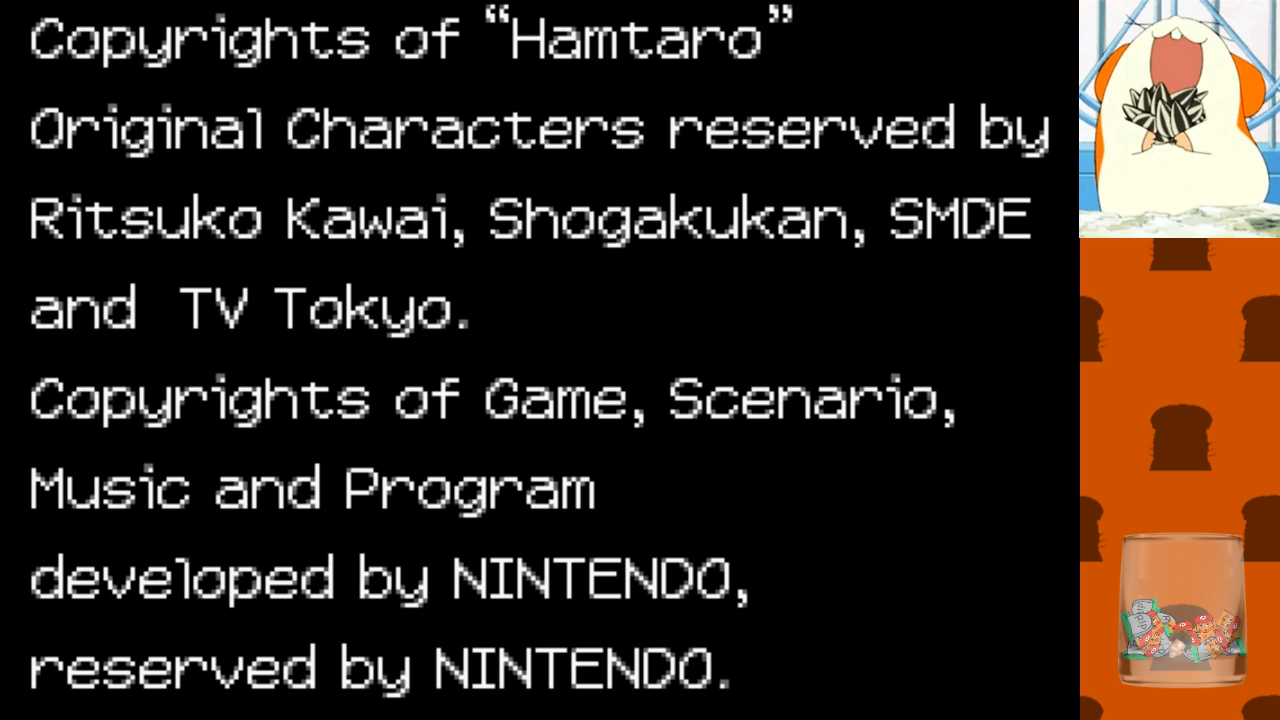 Copyrights of “Hamtaro”
Original Characters reserved by
Ritsuko Kawai, Shogakukan, SMDE
and TV Tokyo.
Copyrights of Game, Scenario,
Music and Program
developed by NINTENDO,
reserved by NINTENDO.
RIP